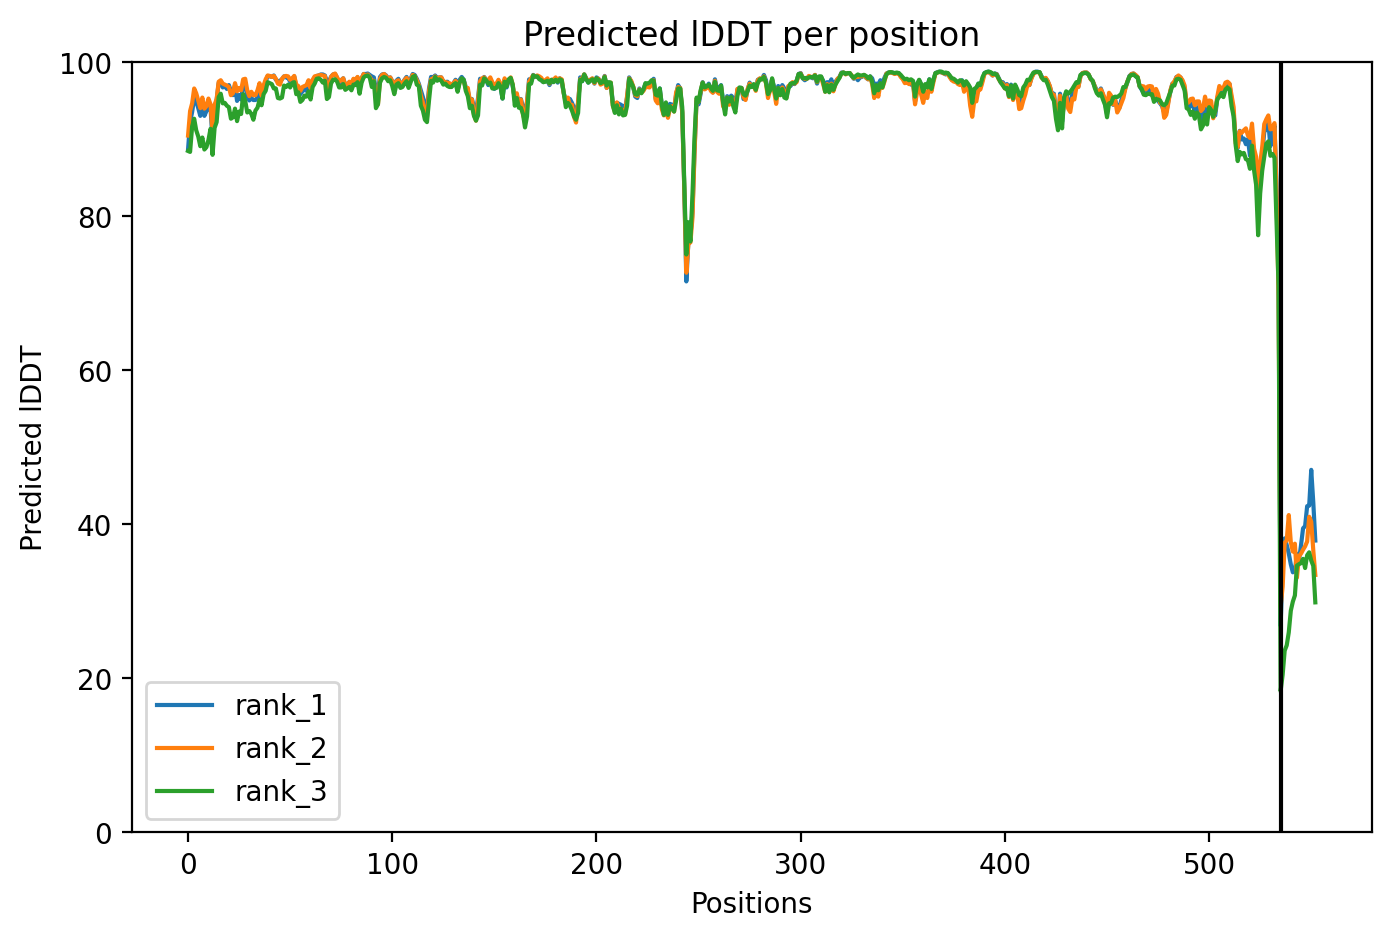 Predicted lDDT per position
100
80
60
40
20
0
Predicted lDDT
rank_1
rank_2
rank_3
0 100 200 300 400 500
Positions